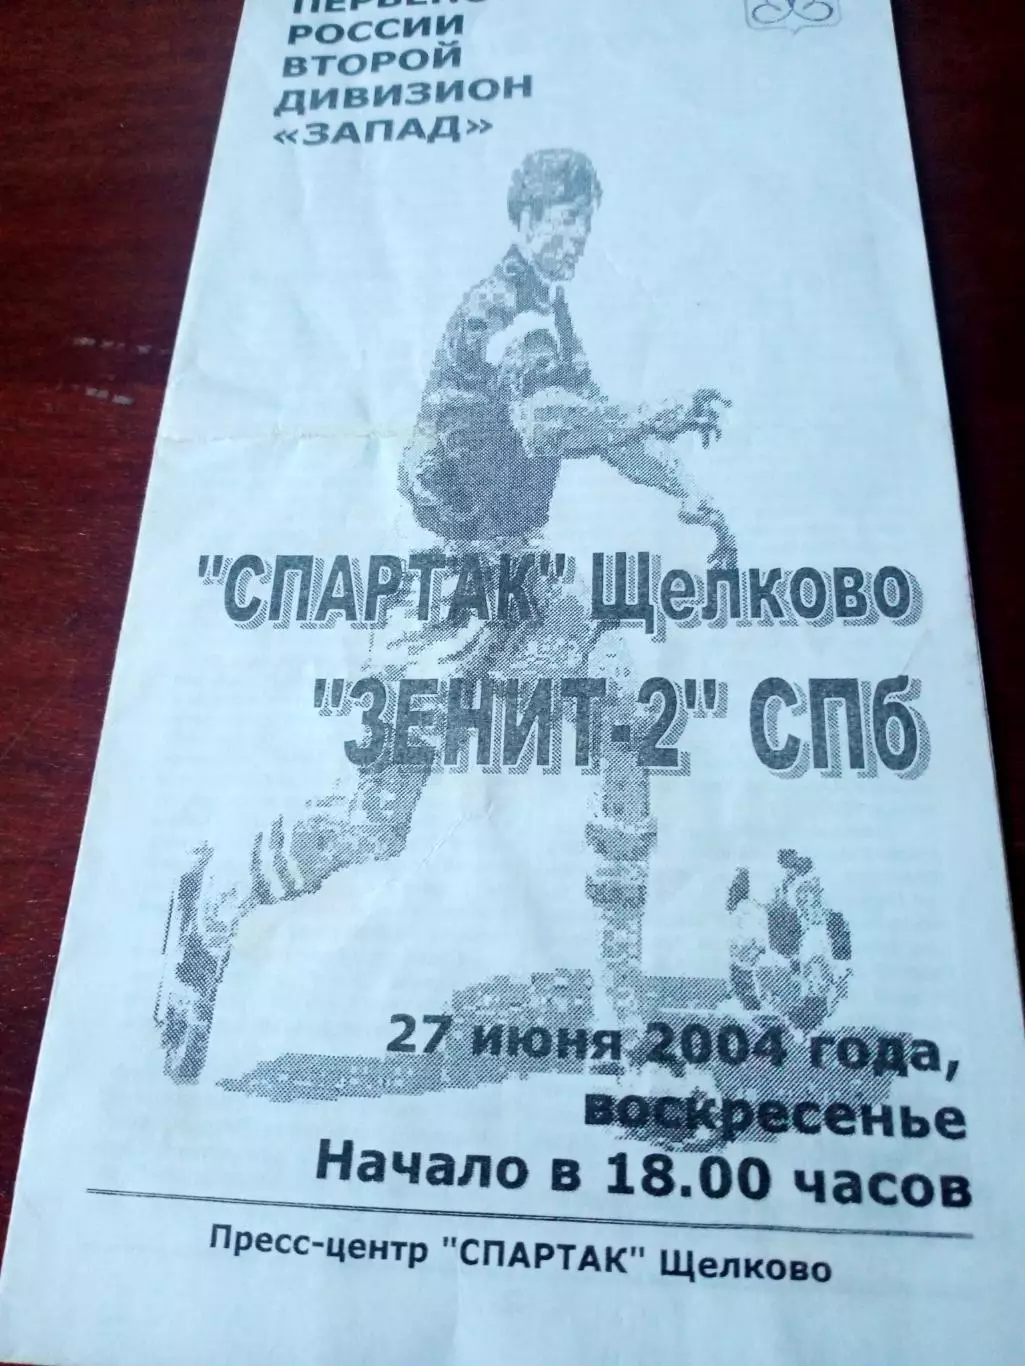 РОССИИ
ВТОРОЙ
ДИВИЗИОН
«ЗАПАД»
"СПАРТАК" Щелково
"ЗЕНИТ-2" СПб
27 июня 2004 года,
воскресенье
Начало в 18.00 часов
Пресс-центр "СПАРТАК" Щелково